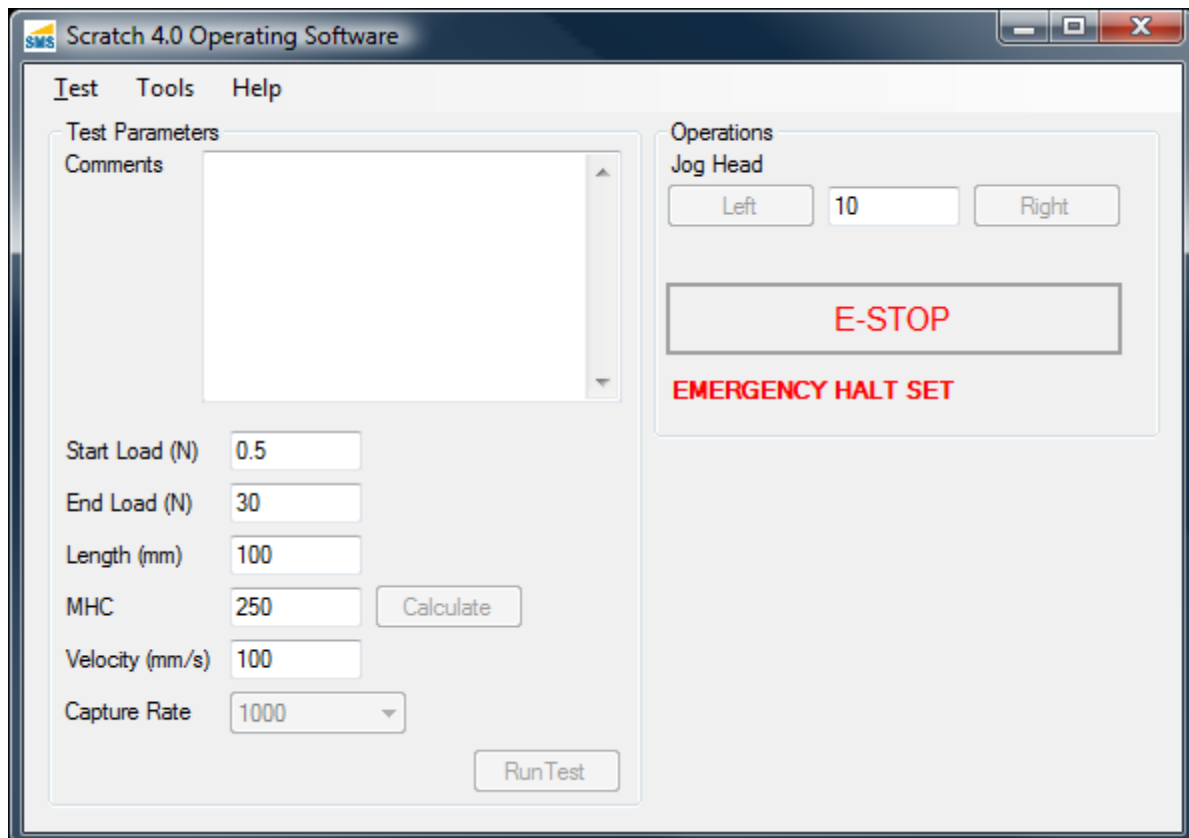 SMS Scratch 4.0 Operating Software
Test Tools Help
Test Parameters
Comments
Start Load (N) 0.5
End Load (N) 30
Length (mm) 100
MHC 250 Calculate
Velocity (mm/s) 100
Capture Rate 1000
RunTest
Operations
Jog Head
Left 10 Right
E-STOP
EMERGENCY HALT SET